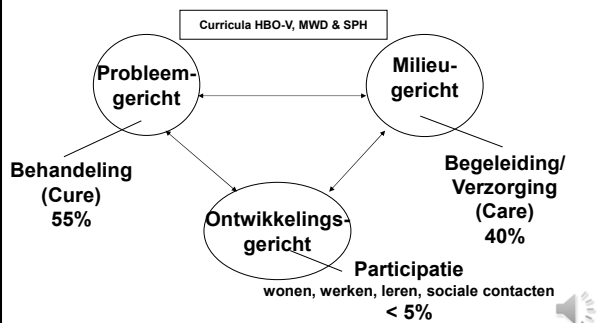 Curricula HBO-V, MWD & SPH
Probleem-
gericht
Milieu-
gericht
Behandeling
(Cure)
55%
Begeleiding/
Verzorging
(Care)
40%
Ontwikkelings-
gericht
Participatie
wonen, werken, leren, sociale contacten
< 5%